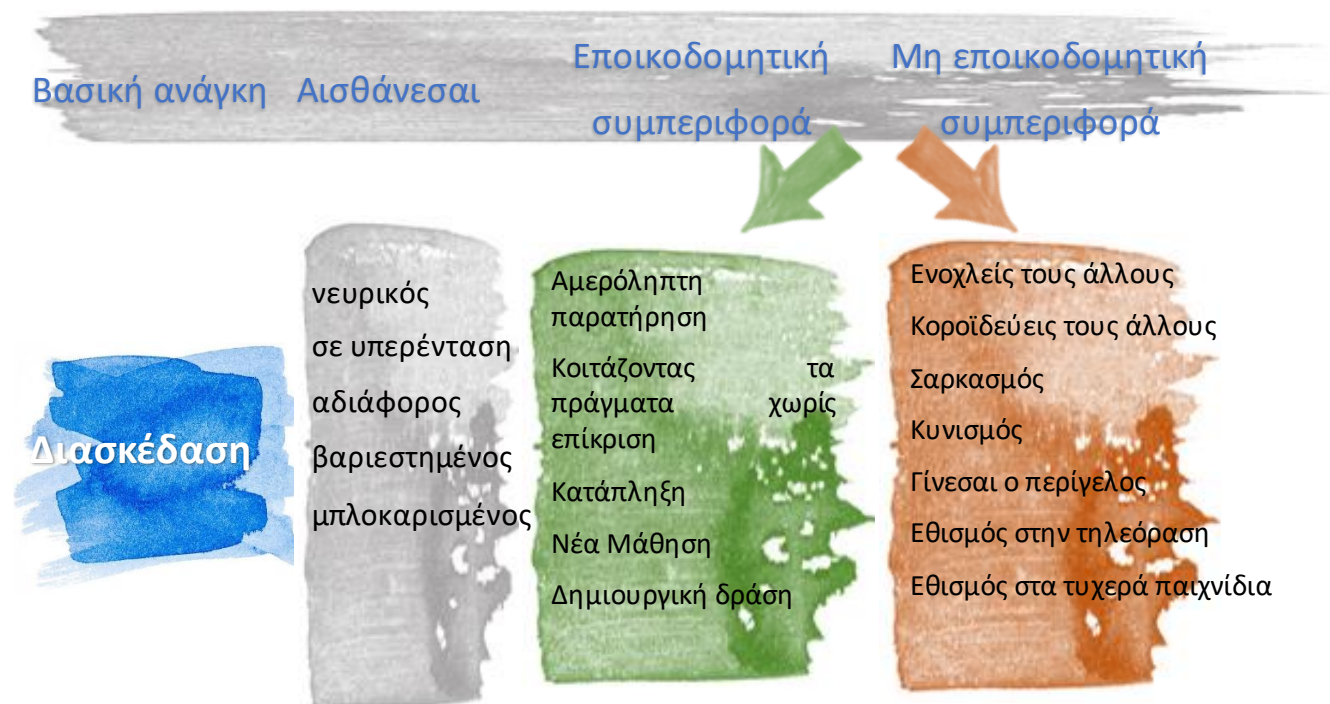 Βασική ανάγκη
Αισθάνεσαι
Εποικοδομητική
συμπεριφορά
Μη εποικοδομητική
συμπεριφορά
Διασκέδαση
νευρικός
σε υπερένταση
αδιάφορος
βαριεστημένος
μπλοκαρισμένος
Αμερόληπτη
παρατήρηση
Κοιτάζοντας τα
πράγματα χωρίς
επίκριση
Κατάπληξη
Νέα Μάθηση
Δημιουργική δράση
Ενοχλείς τους άλλους
Κοροϊδεύεις τους άλλους
Σαρκασμός
Κυνισμός
Γίνεσαι ο περίγελος
Εθισμός στην τηλεόραση
Εθισμός στα τυχερά παιχνίδια